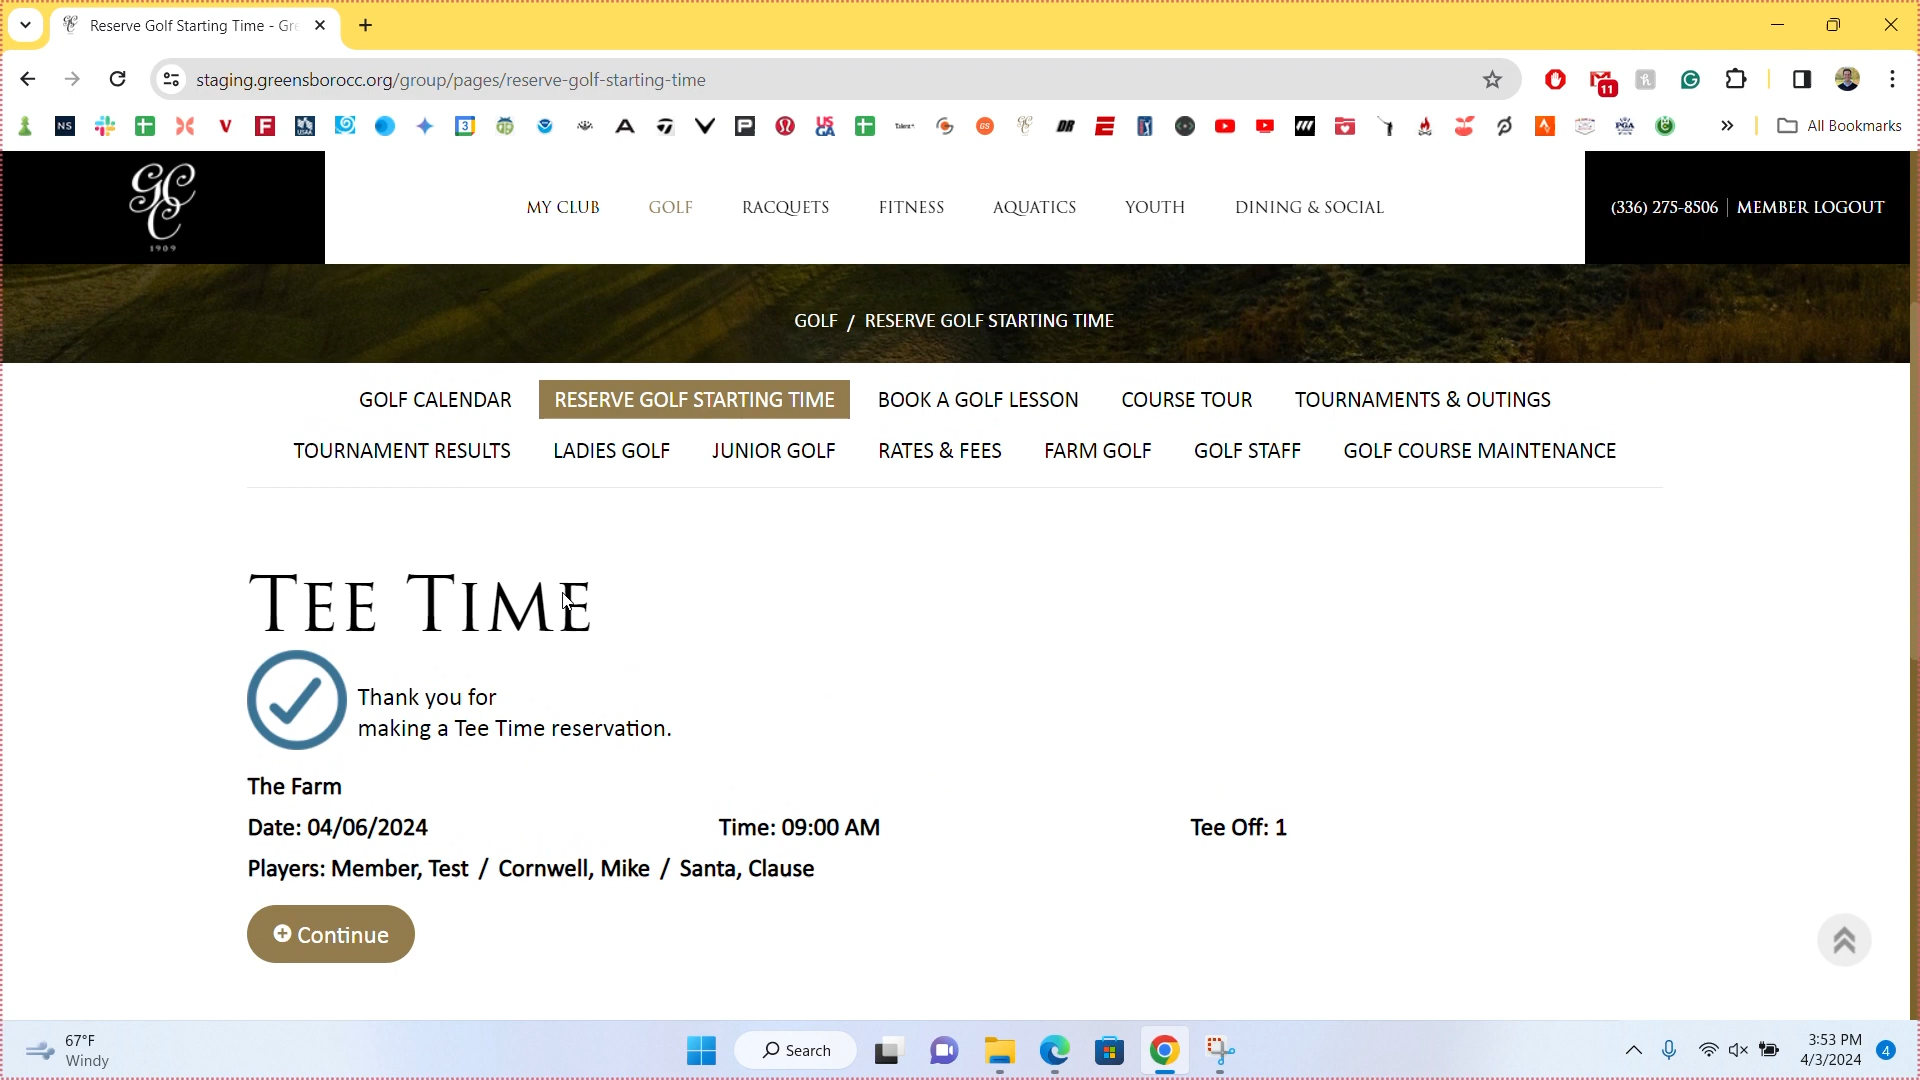 Reserve Golf Starting Time - Gre
staging.greensborocc.org/group/pages/reserve-golf-starting-time
11
All Bookmarks
GCC
1909
MY CLUB GOLF RACQUETS FITNESS AQUATICS YOUTH DINING & SOCIAL
(336) 275-8506 | MEMBER LOGOUT
GOLF / RESERVE GOLF STARTING TIME
GOLF CALENDAR RESERVE GOLF STARTING TIME BOOK A GOLF LESSON COURSE TOUR TOURNAMENTS & OUTINGS
TOURNAMENT RESULTS LADIES GOLF JUNIOR GOLF RATES & FEES FARM GOLF GOLF STAFF GOLF COURSE MAINTENANCE
TEE TIME
Thank you for
making a Tee Time reservation.
The Farm
Date: 04/06/2024 Time: 09:00 AM Tee Off: 1
Players: Member, Test / Cornwell, Mike / Santa, Clause
Continue
67°F
Windy
Search
3:53 PM
4/3/2024
4